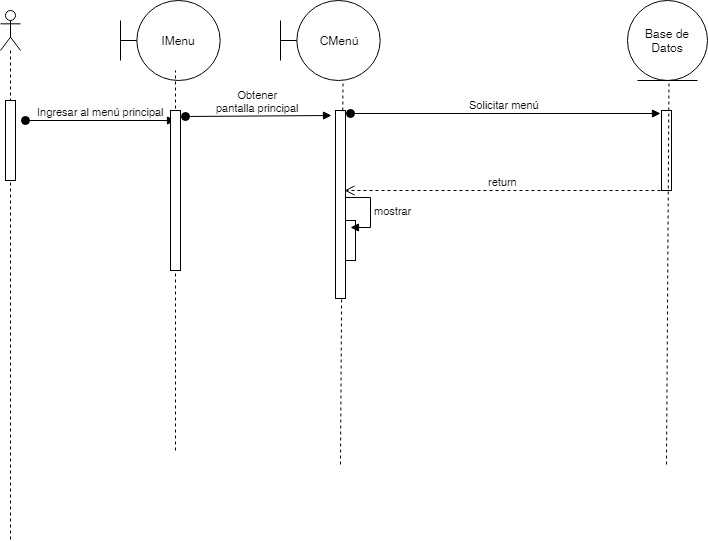 IMenu
CMenú
Base de
Datos
Ingresar al menú principal
Obtener
pantalla principal
Solicitar menú
return
mostrar